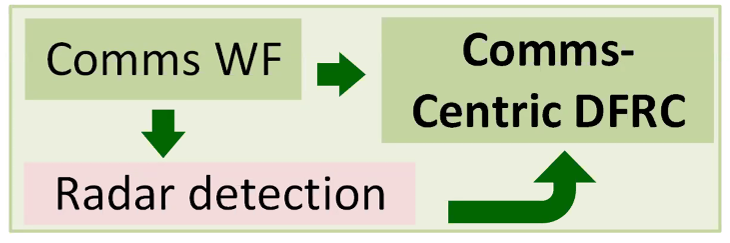 Comms WF
Comms-
Centric DFRC
Radar detection